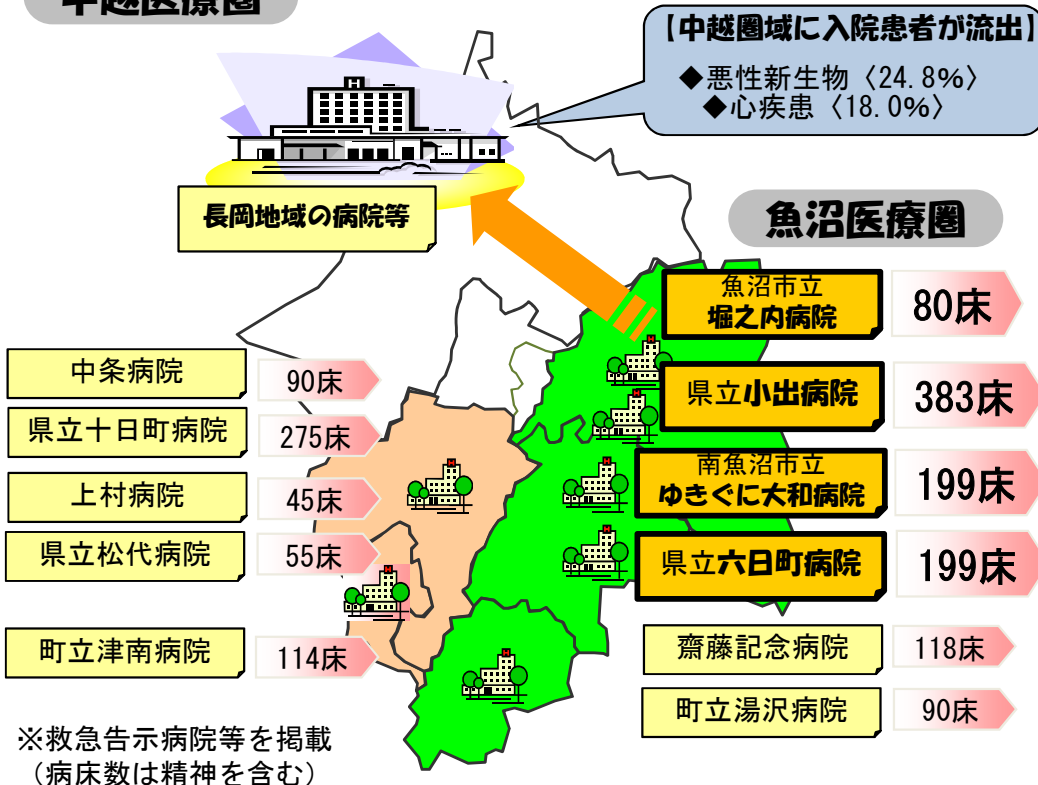 中越医療圏
【中越圏域に入院患者が流出】
◆悪性新生物〈24.8%〉
◆心疾患〈18.0%〉
長岡地域の病院等
魚沼医療圏
魚沼市立
堀之内病院
80床
県立小出病院
383床
南魚沼市立
ゆきぐに大和病院
199床
県立六日町病院
199床
齋藤記念病院
118床
町立湯沢病院
90床
中条病院
90床
県立十日町病院
275床
上村病院
45床
県立松代病院
55床
町立津南病院
114床
※救急告示病院等を掲載
（病床数は精神を含む）